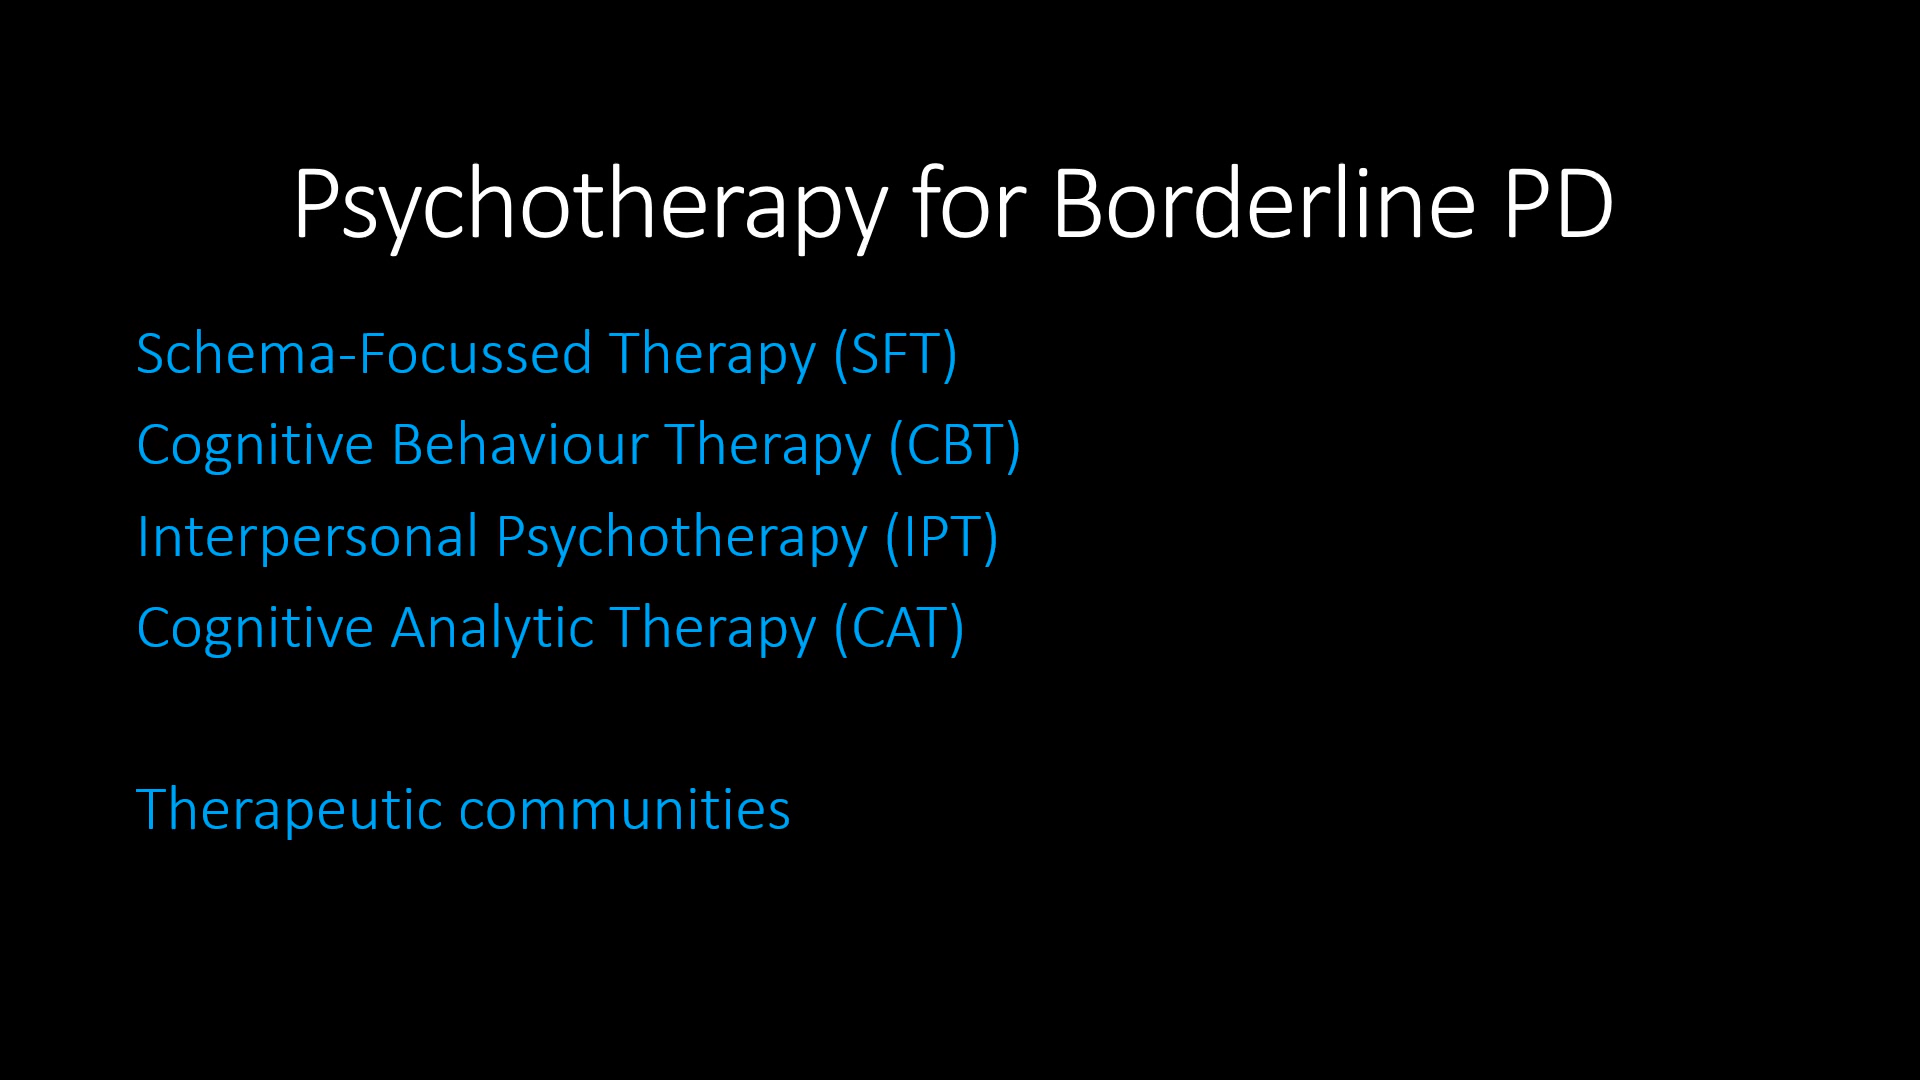 Psychotherapy for Borderline PD
Schema-Focussed Therapy (SFT)
Cognitive Behaviour Therapy (CBT)
Interpersonal Psychotherapy (IPT)
Cognitive Analytic Therapy (CAT)
Therapeutic communities